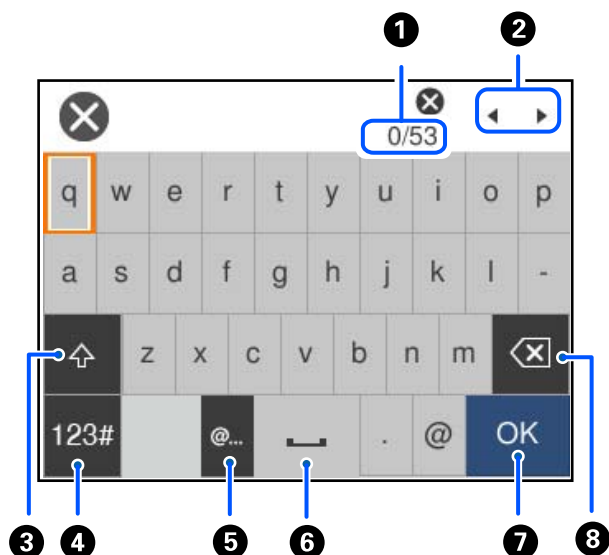 1 2
0/53
q w e r t y u i o p
a s d f g h j k l -
z x c v b n m
123# @... . @ OK
3 4 5 6 7 8